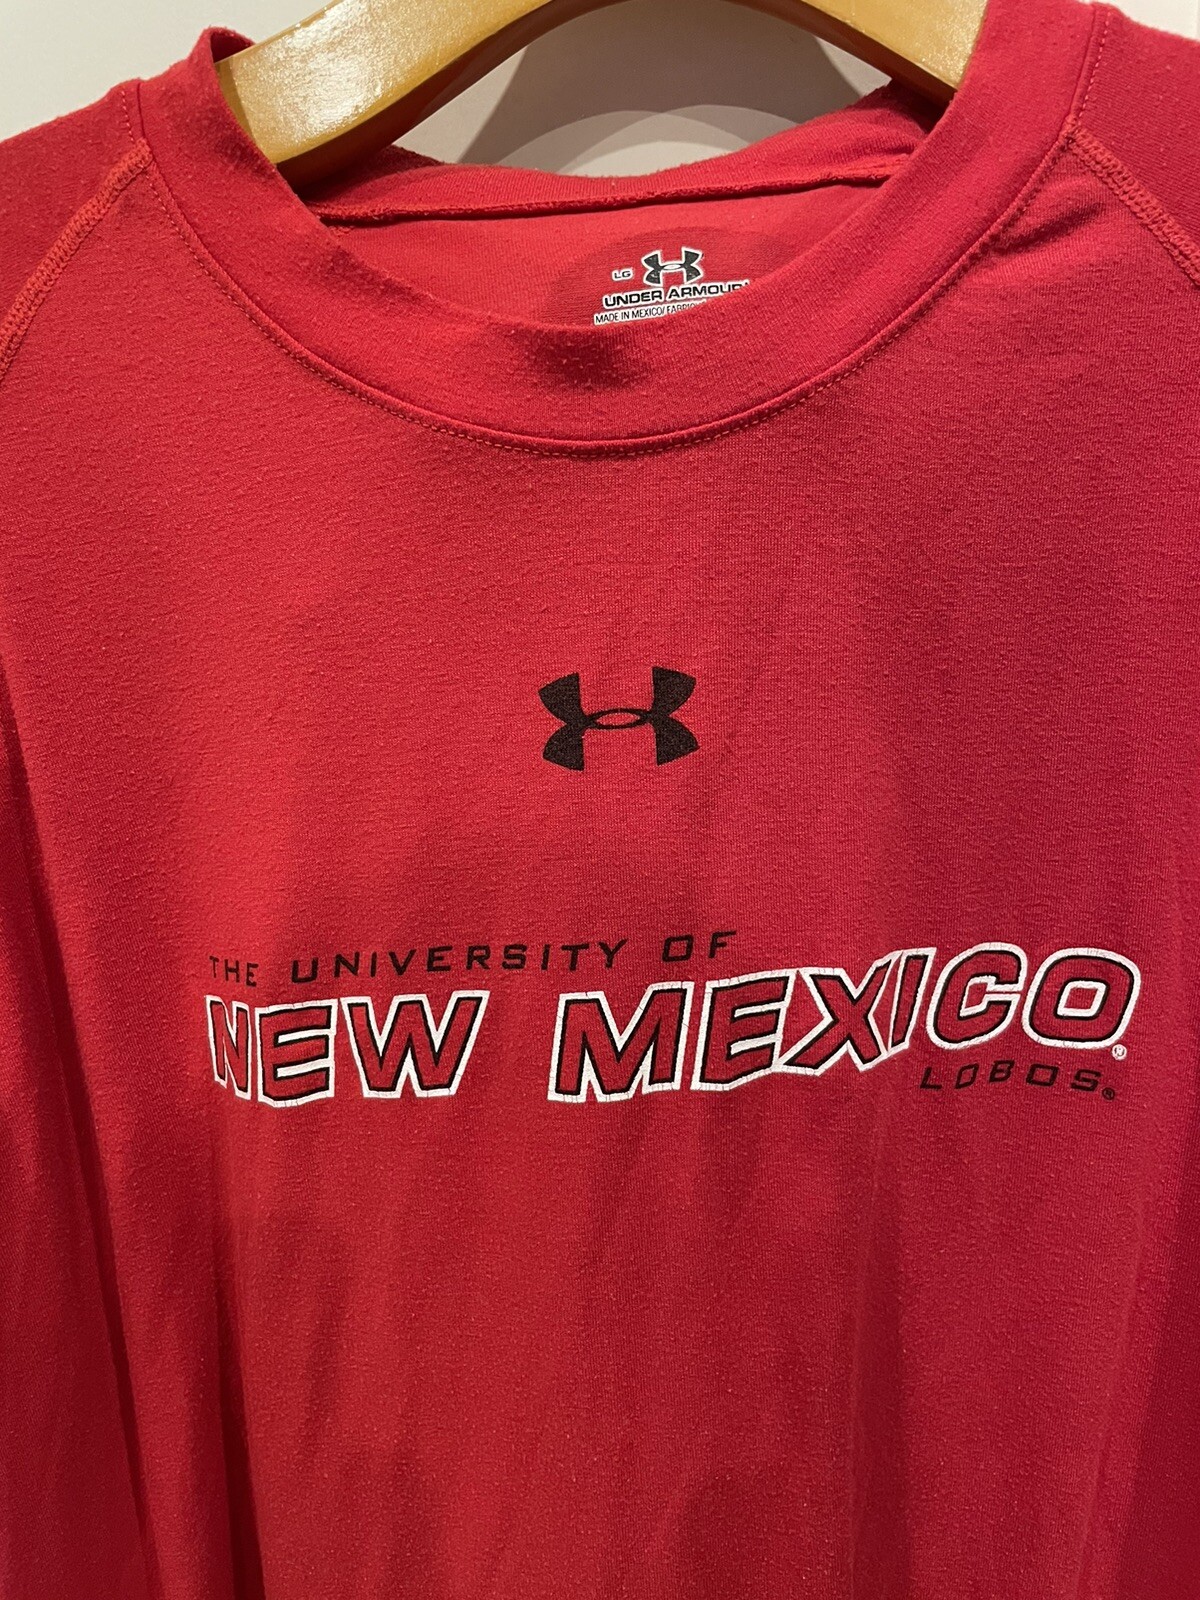 LG
UNDER ARMOUR
MADE IN MEXICO/
THE UNIVERSITY OF
NEW MEXICO®
LOBOS®